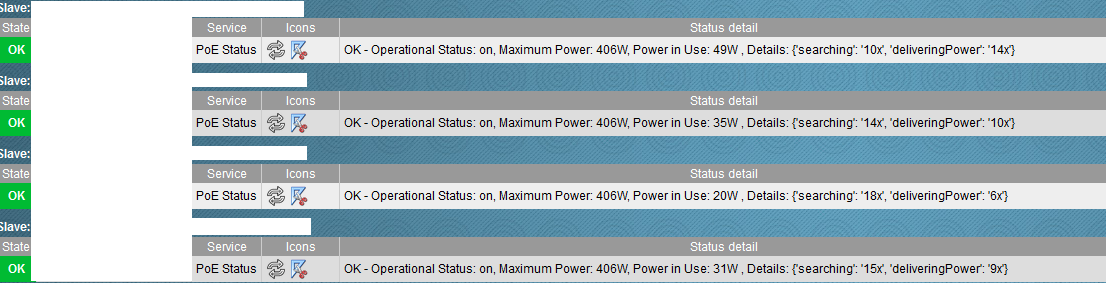 Slave:
State Service Icons Status detail
OK PoE Status OK - Operational Status: on, Maximum Power: 406W, Power in Use: 49W , Details: {'searching': '10x', 'deliveringPower': '14x'}
Slave:
State Service Icons Status detail
OK PoE Status OK - Operational Status: on, Maximum Power: 406W, Power in Use: 35W , Details: {'searching': '14x', 'deliveringPower': '10x'}
Slave:
State Service Icons Status detail
OK PoE Status OK - Operational Status: on, Maximum Power: 406W, Power in Use: 20W , Details: {'searching': '18x', 'deliveringPower': '6x'}
Slave:
State Service Icons Status detail
OK PoE Status OK - Operational Status: on, Maximum Power: 406W, Power in Use: 31W , Details: {'searching': '15x', 'deliveringPower': '9x'}